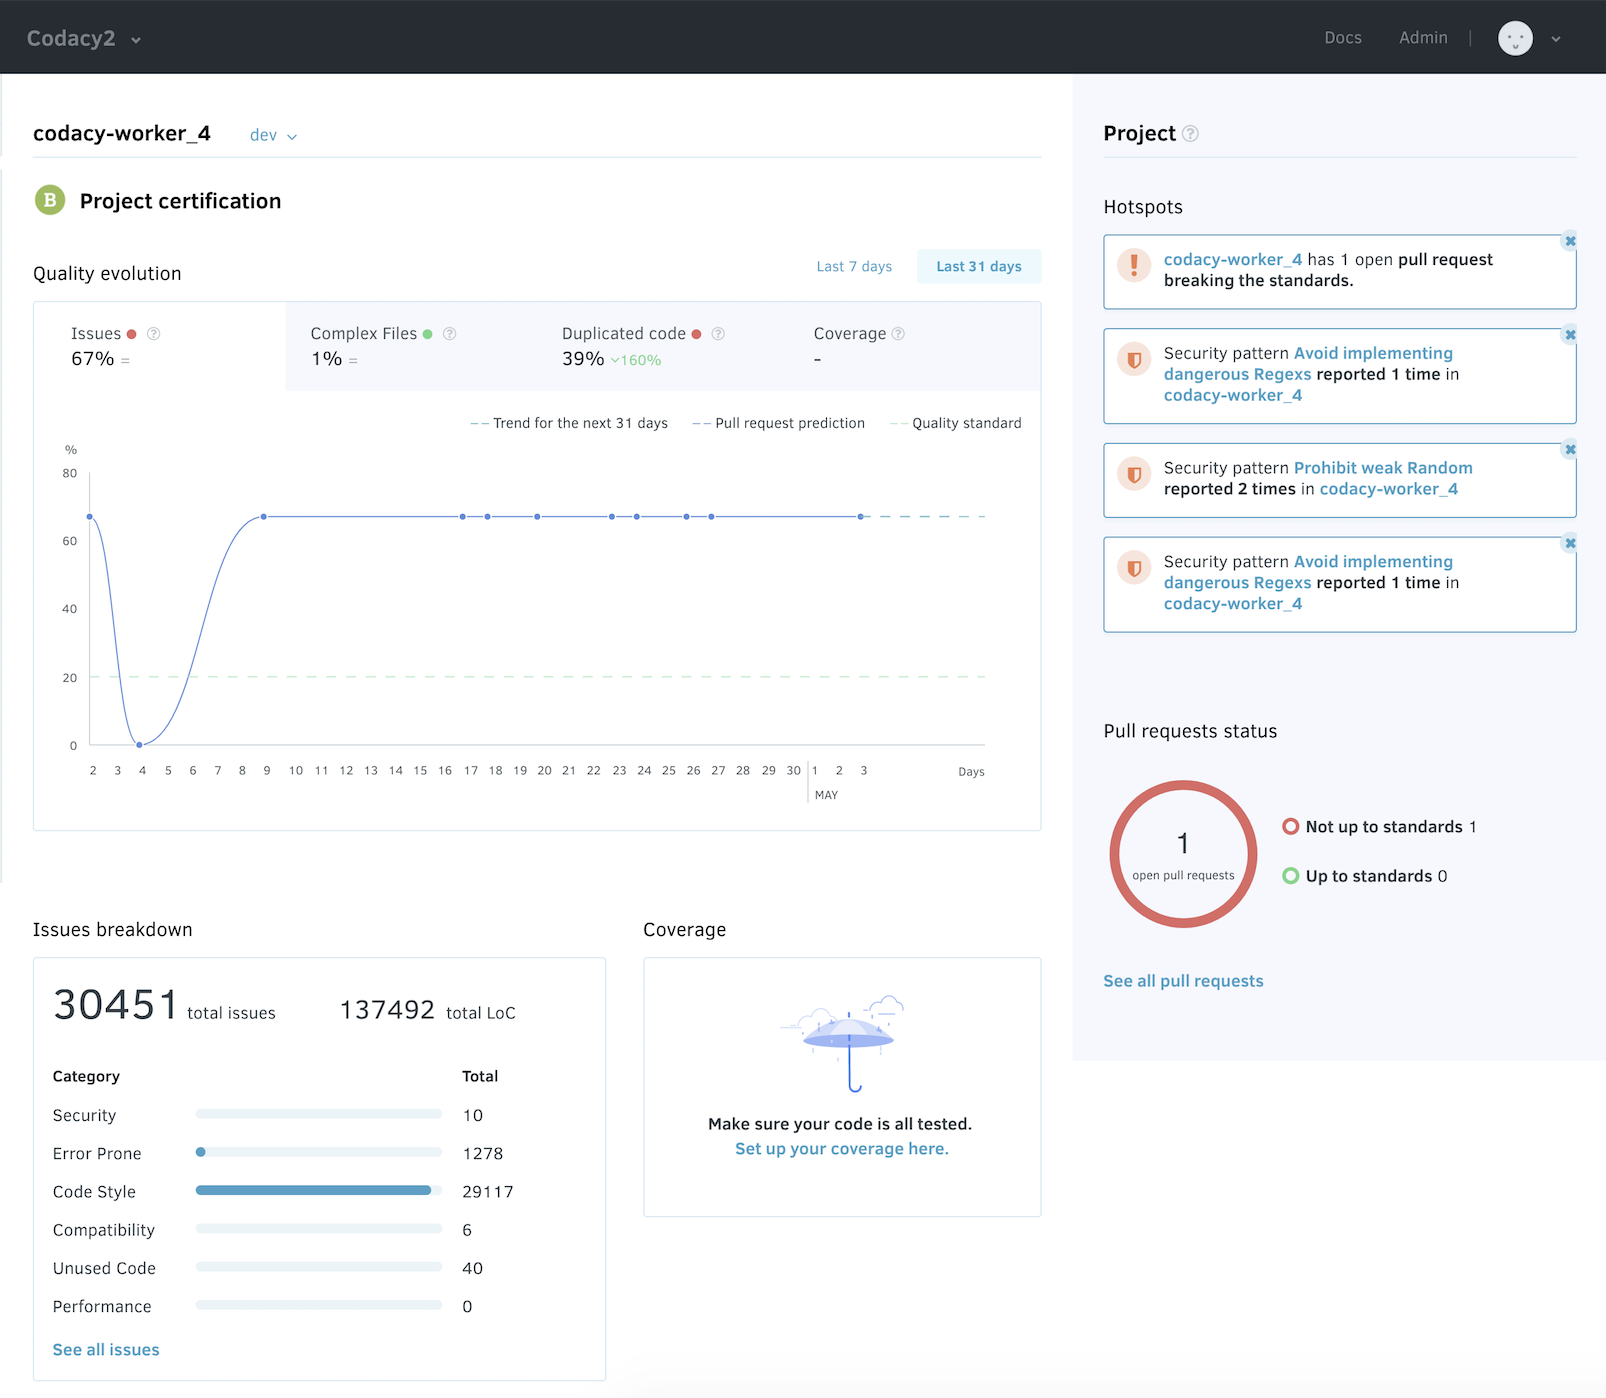 Codacy2
Docs Admin |
codacy-worker_4 dev
B Project certification
Quality evolution
Last 7 days Last 31 days
Issues ? Complex Files ? Duplicated code ? Coverage ?
67% = 1% = 39% 160% -
-- Trend for the next 31 days -- Pull request prediction -- Quality standard
%
80
60
40
20
0
2 3 4 5 6 7 8 9 10 11 12 13 14 15 16 17 18 19 20 21 22 23 24 25 26 27 28 29 30 1 2 3 Days
MAY
Issues breakdown
30451 total issues 137492 total LoC
Category Total
Security 10
Error Prone 1278
Code Style 29117
Compatibility 6
Unused Code 40
Performance 0
See all issues
Coverage
Make sure your code is all tested.
Set up your coverage here.
Project ?
Hotspots
codacy-worker_4 has 1 open pull request
breaking the standards.
Security pattern Avoid implementing
dangerous Regexs reported 1 time in
codacy-worker_4
Security pattern Prohibit weak Random
reported 2 times in codacy-worker_4
Security pattern Avoid implementing
dangerous Regexs reported 1 time in
codacy-worker_4
Pull requests status
1
open pull requests
Not up to standards 1
Up to standards 0
See all pull requests